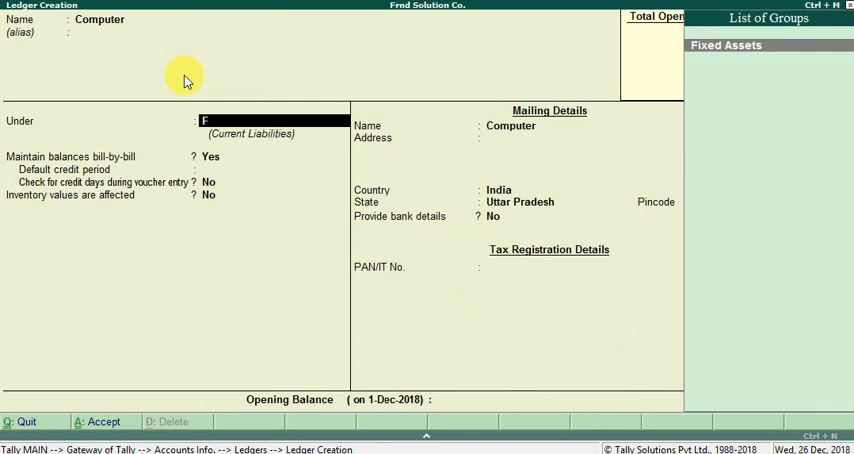 Ledger Creation Frnd Solution Co. Ctrl + M
Name : Computer
(alias) :
Total Open
List of Groups
Fixed Assets
Under : F
(Current Liabilities)
Maintain balances bill-by-bill ? Yes
Default credit period :
Check for credit days during voucher entry ? No
Inventory values are affected ? No
Mailing Details
Name : Computer
Address :
Country : India
State : Uttar Pradesh Pincode
Provide bank details ? No
Tax Registration Details
PAN/IT No. :
Opening Balance ( on 1-Dec-2018) :
Q: Quit A: Accept D: Delete
Ctrl + N
Tally MAIN --> Gateway of Tally --> Accounts Info. --> Ledgers --> Ledger Creation © Tally Solutions Pvt Ltd., 1988-2018 Wed, 26 Dec, 2018